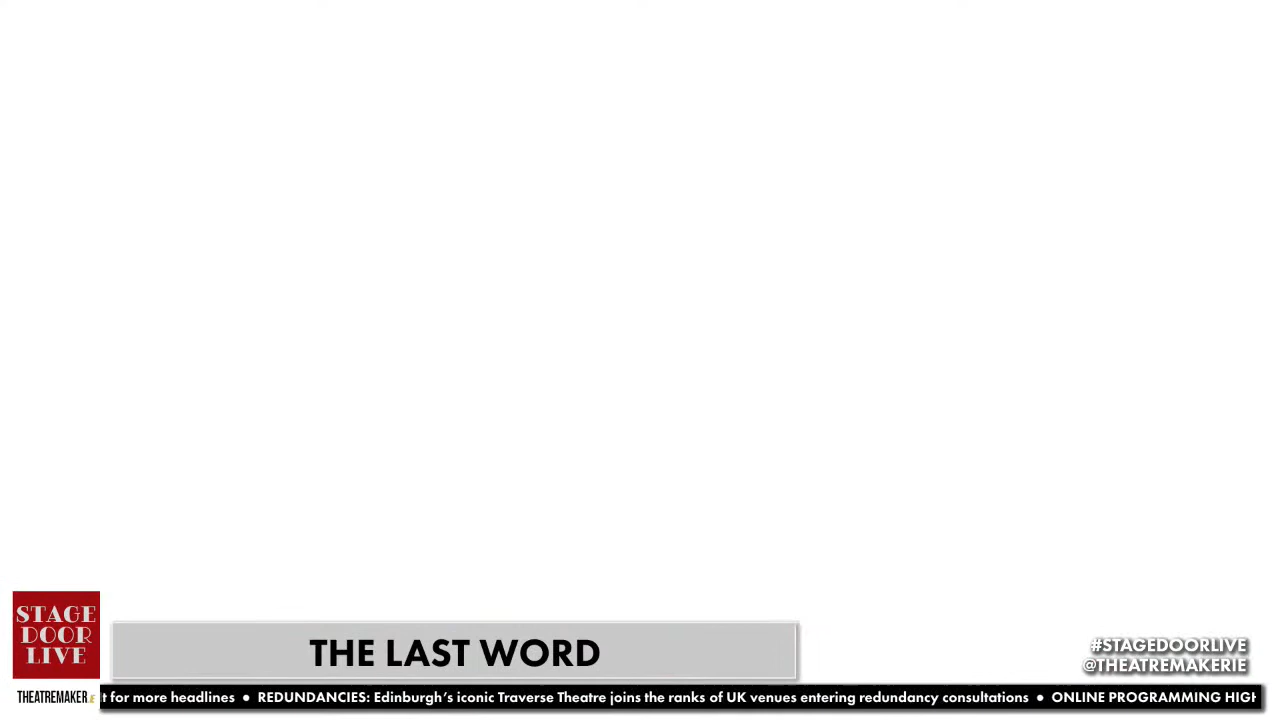 STAGE
DOOR
LIVE
THE LAST WORD
#STAGEDOORLIVE
@THEATREMAKERIE
THEATREMAKER.IE
for more headlines ● REDUNDANCIES: Edinburgh's iconic Traverse Theatre joins the ranks of UK venues entering redundancy consultations ● ONLINE PROGRAMMING